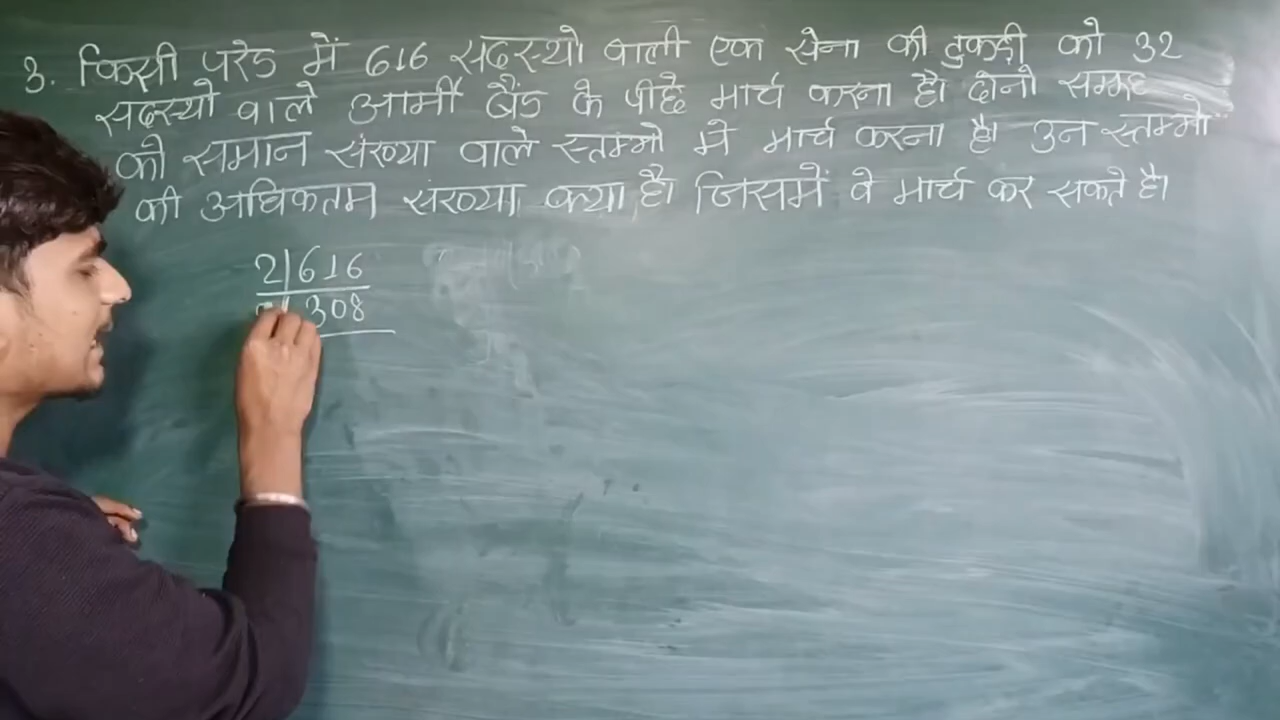 3. किसी परेड में 616 सदस्यो वाली एक सेना की टुकड़ी को 32
सदस्यो वाले आर्मी बैंड के पीछे मार्च करना है। दोनो समूह
को समान संख्या वाले स्तम्भो में मार्च करना है। उन स्तम्भो
की अधिकतम संख्या क्या है। जिसमें वे मार्च कर सकते है।
2|616
308